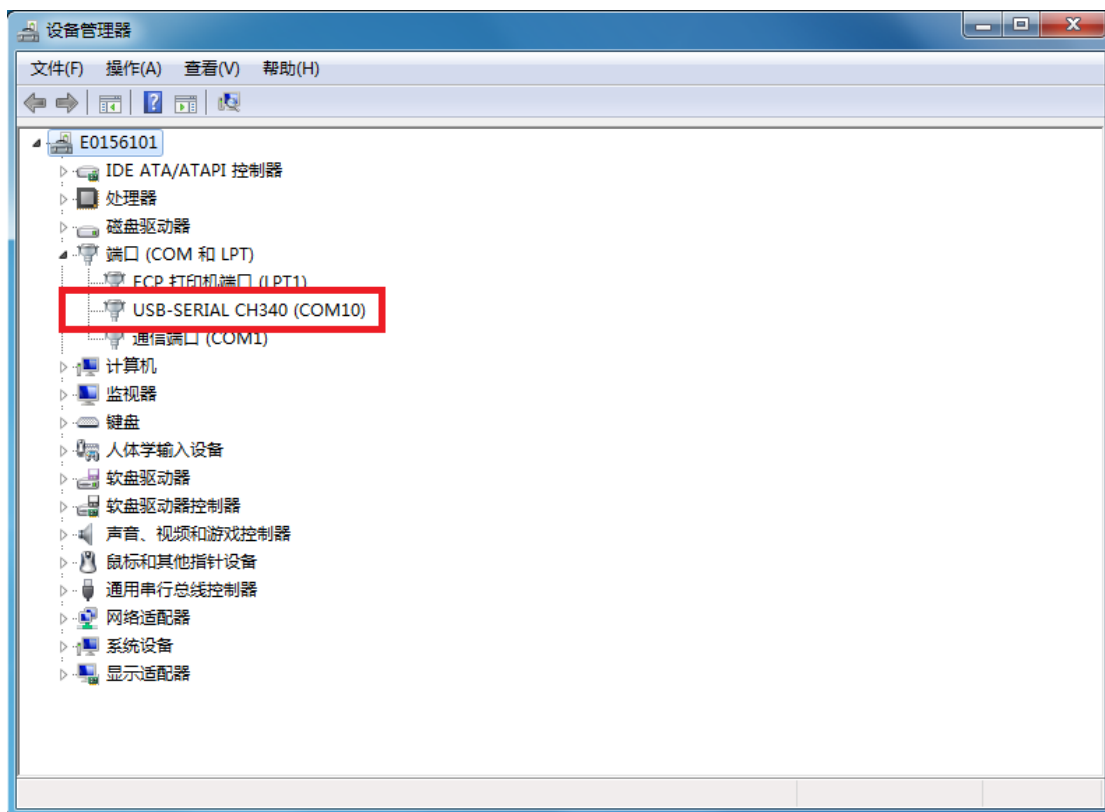 设备管理器
文件(F) 操作(A) 查看(V) 帮助(H)
E0156101
IDE ATA/ATAPI 控制器
处理器
磁盘驱动器
端口 (COM 和 LPT)
ECP 打印机端口 (LPT1)
USB-SERIAL CH340 (COM10)
通信端口 (COM1)
计算机
监视器
键盘
人体学输入设备
软盘驱动器
软盘驱动器控制器
声音、视频和游戏控制器
鼠标和其他指针设备
通用串行总线控制器
网络适配器
系统设备
显示适配器